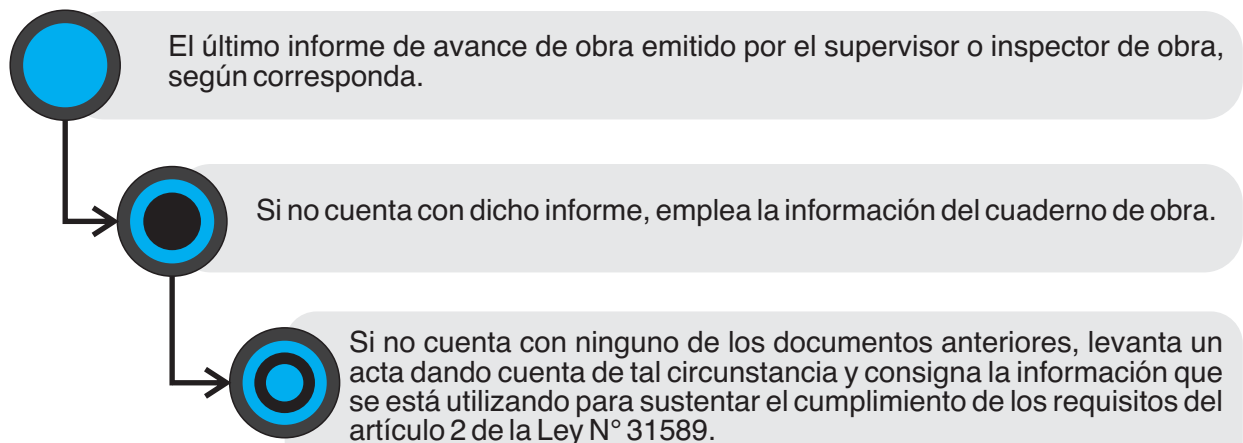 El último informe de avance de obra emitido por el supervisor o inspector de obra,
según corresponda.
Si no cuenta con dicho informe, emplea la información del cuaderno de obra.
Si no cuenta con ninguno de los documentos anteriores, levanta un
acta dando cuenta de tal circunstancia y consigna la información que
se está utilizando para sustentar el cumplimiento de los requisitos del
artículo 2 de la Ley N° 31589.